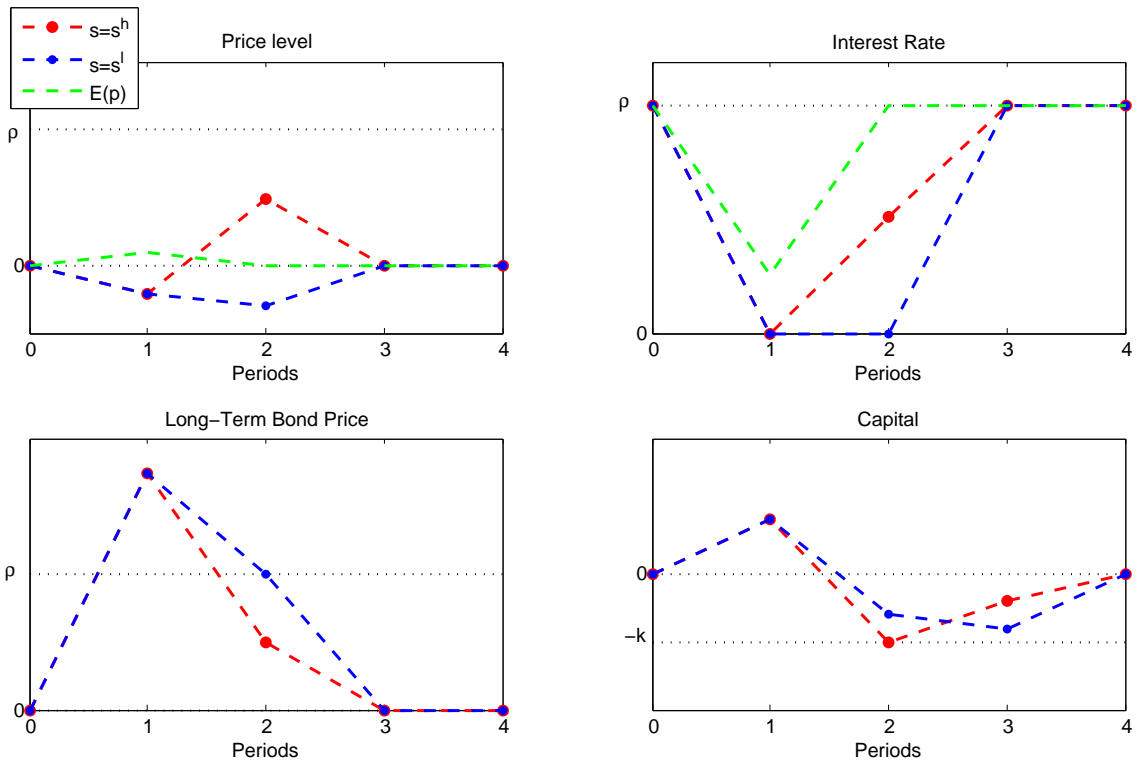 s=s^h
s=s^l
E(p)
Price level
ρ
0
0 1 2 3 4
Periods
Interest Rate
ρ
0
0 1 2 3 4
Periods
Long−Term Bond Price
ρ
0
0 1 2 3 4
Periods
Capital
0
−k
0 1 2 3 4
Periods